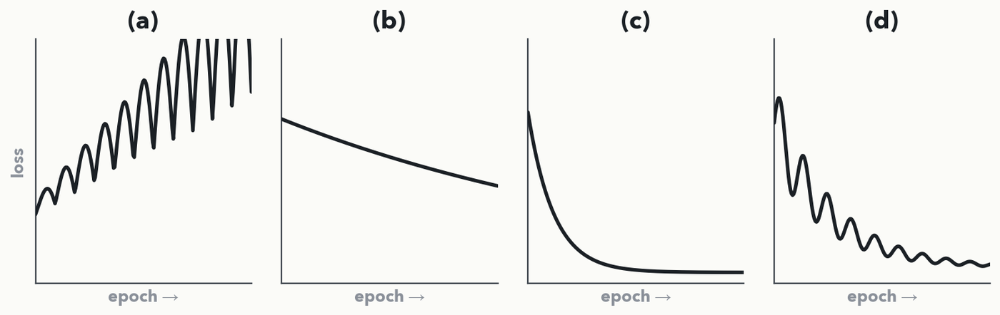 (a) (b) (c) (d)
loss
epoch → epoch → epoch → epoch →